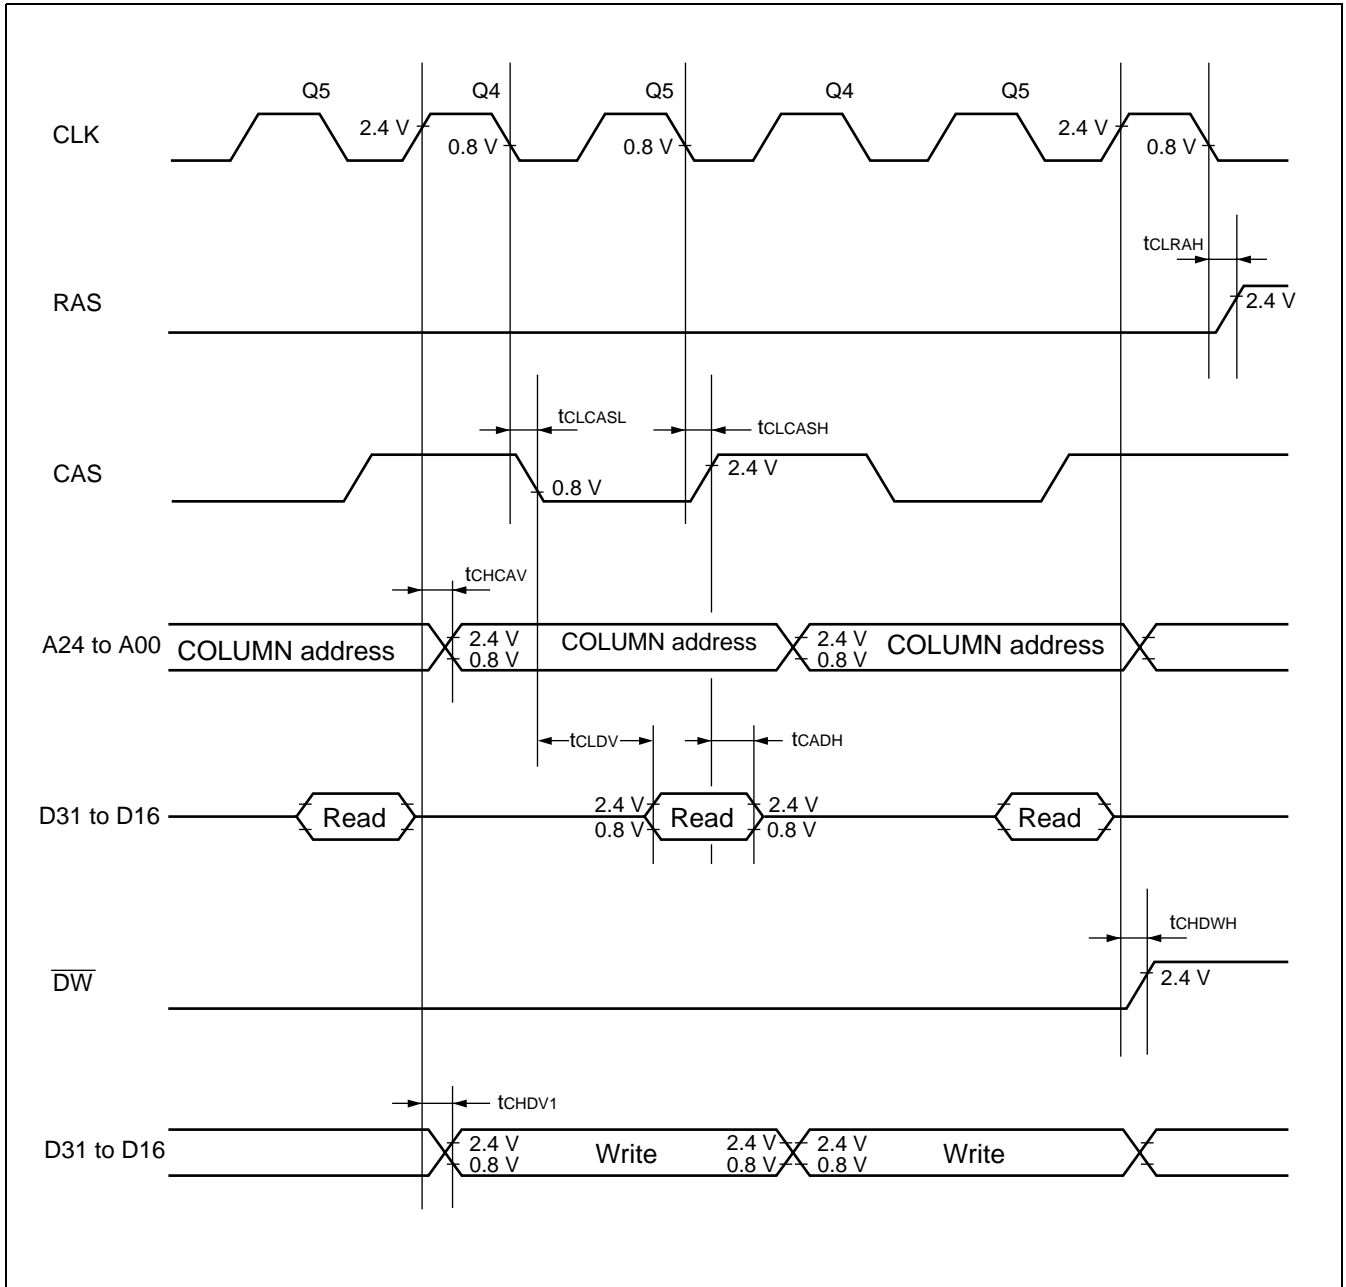 Q5 Q4 Q5 Q4 Q5
CLK 2.4 V 0.8 V 0.8 V 2.4 V 0.8 V
tCLRAH
RAS 2.4 V
tCLCASL tCLCASH
CAS 0.8 V 2.4 V
tCHCAV
A24 to A00 COLUMN address 2.4 V 0.8 V COLUMN address 2.4 V 0.8 V COLUMN address
tCLDV tCADH
D31 to D16 Read 2.4 V 0.8 V Read 2.4 V 0.8 V Read
tCHDWH
DW 2.4 V
tCHDV1
D31 to D16 2.4 V 0.8 V Write 2.4 V 0.8 V 2.4 V 0.8 V Write